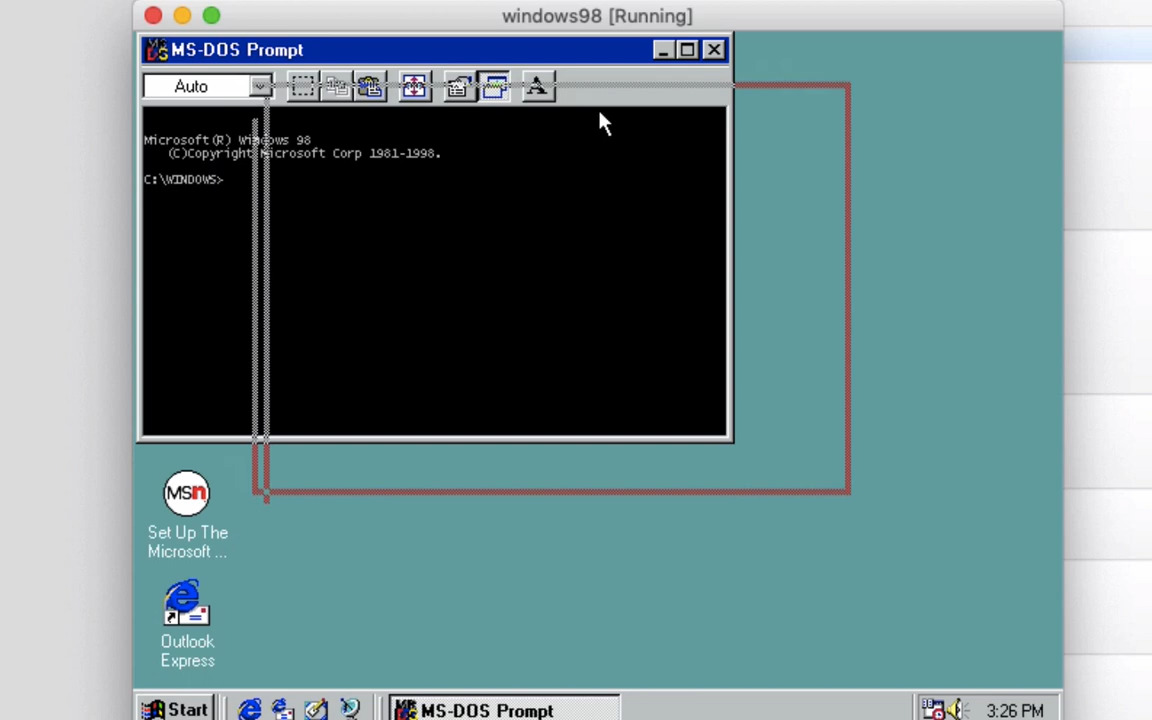 windows98 [Running]
MS-DOS Prompt
Auto
A
Microsoft(R) Windows 98
(C)Copyright Microsoft Corp 1981-1998.
C:\WINDOWS>
msn
Set Up The
Microsoft ...
Outlook
Express
Start
MS-DOS Prompt
3:26 PM